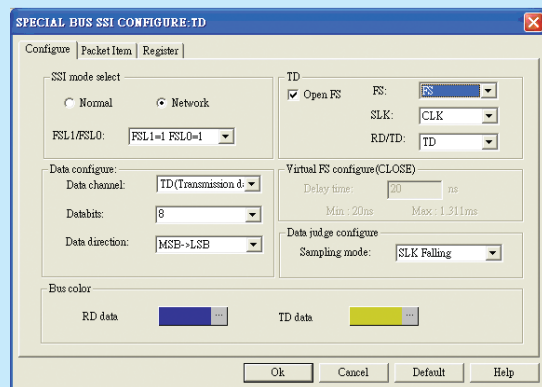 SPECIAL BUS SSI CONFIGURE:TD
Configure Packet Item Register
SSI mode select
Normal Network
FSL1/FSL0: FSL1=1 FSL0=1
TD
Open FS FS: FS
SLK: CLK
RD/TD: TD
Data configure:
Data channel: TD(Transmission d
Databits: 8
Data direction: MSB->LSB
Virtual FS configure(CLOSE)
Delay time: 20 ns
Min : 20ns Max : 1.311ms
Data judge configure
Sampling mode: SLK Falling
Bus color
RD data ... TD data ...
Ok Cancel Default Help